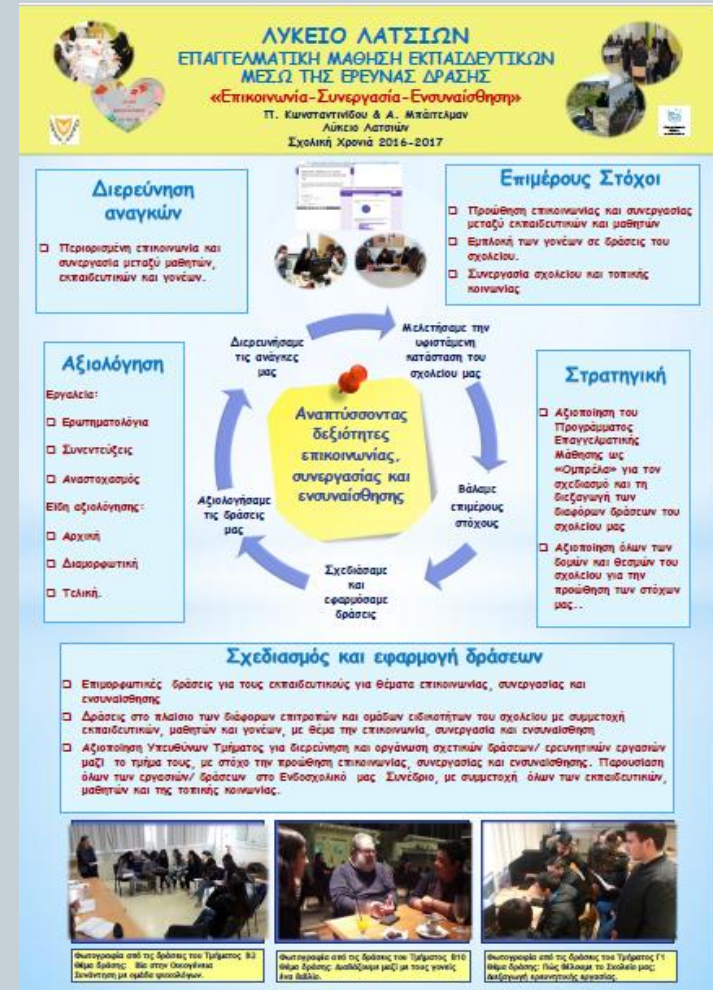 ΛΥΚΕΙΟ ΛΑΤΣΙΩΝ
ΕΠΑΓΓΕΛΜΑΤΙΚΗ ΜΑΘΗΣΗ ΕΚΠΑΙΔΕΥΤΙΚΩΝ
ΜΕΣΩ ΤΗΣ ΕΡΕΥΝΑΣ ΔΡΑΣΗΣ
«Επικοινωνία-Συνεργασία-Ενσυναίσθηση»
Π. Κωνσταντινίδου & Α. Μπάιτελμαν
Λύκειο Λατσιών
Σχολική Χρονιά 2016-2017
Διερεύνηση
αναγκών
Περιορισμένη επικοινωνία και
συνεργασία μεταξύ μαθητών,
εκπαιδευτικών και γονέων.
Επιμέρους Στόχοι
Προώθηση επικοινωνίας και συνεργασίας
μεταξύ εκπαιδευτικών και μαθητών
Εμπλοκή των γονέων σε δράσεις του
σχολείου.
Συνεργασία σχολείου και τοπικής
κοινωνίας
Αξιολόγηση
Εργαλεία:
Ερωτηματολόγια
Συνεντεύξεις
Αναστοχασμός
Είδη αξιολόγησης:
Αρχική
Διαμορφωτική
Τελική.
Διερευνήσαμε
τις ανάγκες
μας
Μελετήσαμε την
υφιστάμενη
κατάσταση του
σχολείου μας
Βάλαμε
επιμέρους
στόχους
Σχεδιάσαμε
και
εφαρμόσαμε
δράσεις
Αξιολογήσαμε
τις δράσεις
μας
Αναπτύσσοντας
δεξιότητες
επικοινωνίας,
συνεργασίας και
ενσυναίσθησης
Στρατηγική
Αξιοποίηση του
Προγράμματος
Επαγγελματικής
Μάθησης ως
«Ομπρέλα» για τον
σχεδιασμό και τη
διεξαγωγή των
διαφόρων δράσεων του
σχολείου μας
Αξιοποίηση όλων των
δομών και θεσμών του
σχολείου για την
προώθηση των στόχων
μας..
Σχεδιασμός και εφαρμογή δράσεων
Επιμορφωτικές δράσεις για τους εκπαιδευτικούς για θέματα επικοινωνίας, συνεργασίας και
ενσυναίσθησης
Δράσεις στο πλαίσιο των διάφορων επιτροπών και ομάδων ειδικοτήτων του σχολείου με συμμετοχή
εκπαιδευτικών, μαθητών και γονέων, με θέμα την επικοινωνία, συνεργασία και ενσυναίσθηση
Αξιοποίηση Υπευθύνων Τμήματος για διερεύνηση και οργάνωση σχετικών δράσεων/ ερευνητικών εργασιών
μαζί το τμήμα τους, με στόχο την προώθηση επικοινωνίας, συνεργασίας και ενσυναίσθησης. Παρουσίαση
όλων των εργασιών/ δράσεων στο Ενδοσχολικό μας Συνέδριο, με συμμετοχή όλων των εκπαιδευτικών,
μαθητών και της τοπικής κοινωνίας.
Φωτογραφία από τις δράσεις του Τμήματος Β3
Θέμα δράσης: Βία στην Οικογένεια
Συνάντηση με ομάδα ψυχολόγων.
Φωτογραφία από τις δράσεις του Τμήματος Β10
Θέμα δράσης: Διαβάζουμε μαζί με τους γονείς
ένα βιβλίο.
Φωτογραφία από τις δράσεις του Τμήματος Γ1
Θέμα δράσης: Πώς θέλουμε το Σχολείο μας;
Διεξαγωγή ερευνητικής εργασίας.